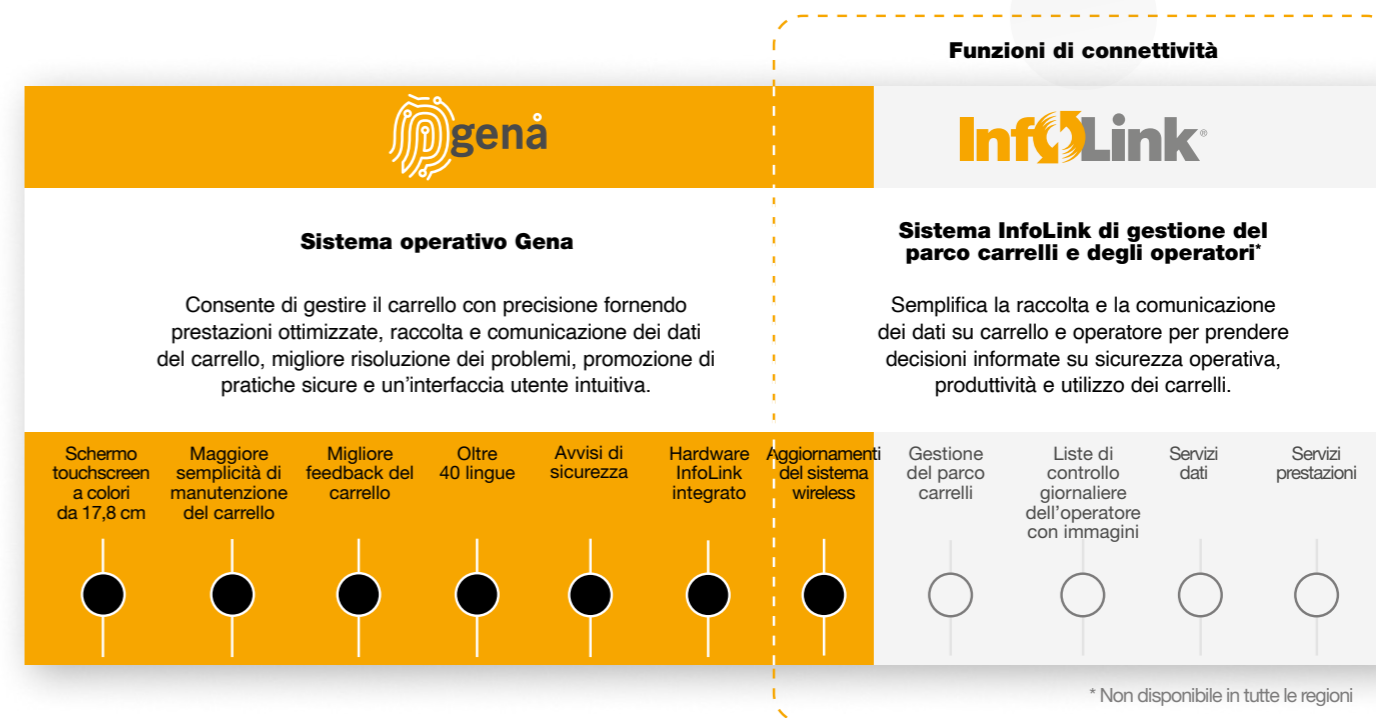 Funzioni di connettività
genå
InfoLink®
Sistema operativo Gena
Consente di gestire il carrello con precisione fornendo
prestazioni ottimizzate, raccolta e comunicazione dei dati
del carrello, migliore risoluzione dei problemi, promozione di
pratiche sicure e un’interfaccia utente intuitiva.
Sistema InfoLink di gestione del
parco carrelli e degli operatori*
Semplifica la raccolta e la comunicazione
dei dati su carrello e operatore per prendere
decisioni informate su sicurezza operativa,
produttività e utilizzo dei carrelli.
Schermo
touchscreen
a colori
da 17,8 cm
Maggiore
semplicità di
manutenzione
del carrello
Migliore
feedback del
carrello
Oltre
40 lingue
Avvisi di
sicurezza
Hardware
InfoLink
integrato
Aggiornamenti
del sistema
wireless
Gestione
del parco
carrelli
Liste di
controllo
giornaliere
dell’operatore
con immagini
Servizi
dati
Servizi
prestazioni
* Non disponibile in tutte le regioni